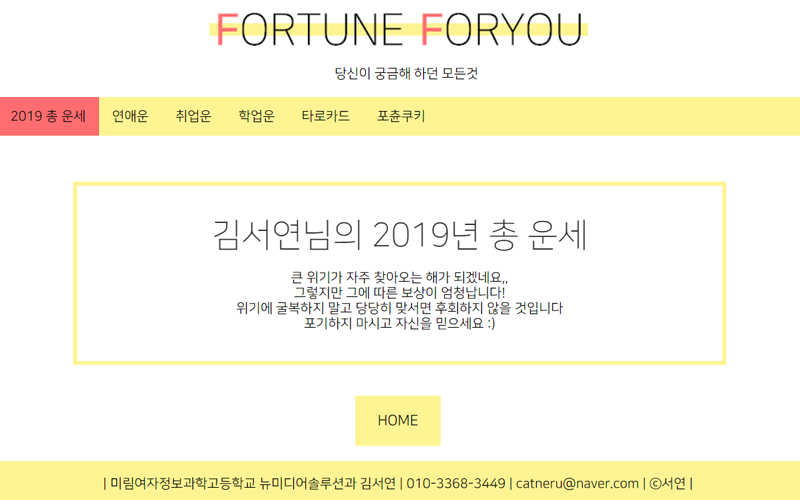 FORTUNE FORYOU
당신이 궁금해 하던 모든것
2019 총 운세 연애운 취업운 학업운 타로카드 포츈쿠키
김서연님의 2019년 총 운세
큰 위기가 자주 찾아오는 해가 되겠네요,,
그렇지만 그에 따른 보상이 엄청납니다!
위기에 굴복하지 말고 당당히 맞서면 후회하지 않을 것입니다
포기하지 마시고 자신을 믿으세요 :)
HOME
| 미림여자정보과학고등학교 뉴미디어솔루션과 김서연 | 010-3368-3449 | catneru@naver.com | ⓒ서연 |